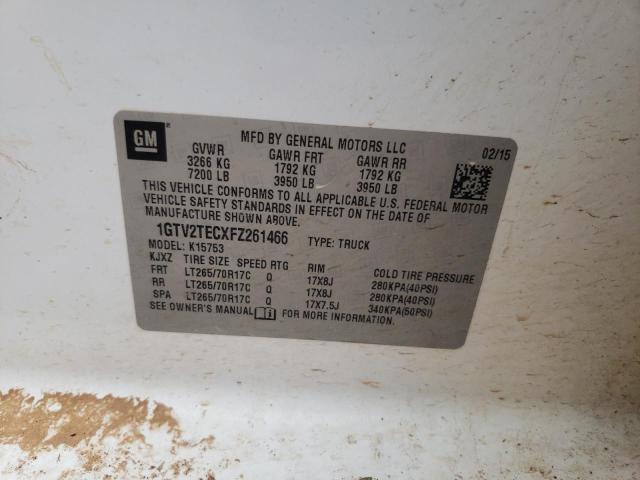 GM
MFD BY GENERAL MOTORS LLC
02/15
GVWR GAWR FRT GAWR RR
3266 KG 1792 KG 1792 KG
7200 LB 3950 LB 3950 LB
THIS VEHICLE CONFORMS TO ALL APPLICABLE U.S. FEDERAL MOTOR
VEHICLE SAFETY STANDARDS IN EFFECT ON THE DATE OF
MANUFACTURE SHOWN ABOVE.
1GTV2TECXFZ261466 TYPE: TRUCK
MODEL: K15753
KJXZ TIRE SIZE SPEED RTG RIM COLD TIRE PRESSURE
FRT LT265/70R17C Q 17X8J 280KPA(40PSI)
RR LT265/70R17C Q 17X8J 280KPA(40PSI)
SPA LT265/70R17C Q 17X7.5J 340KPA(50PSI)
SEE OWNER'S MANUAL FOR MORE INFORMATION.